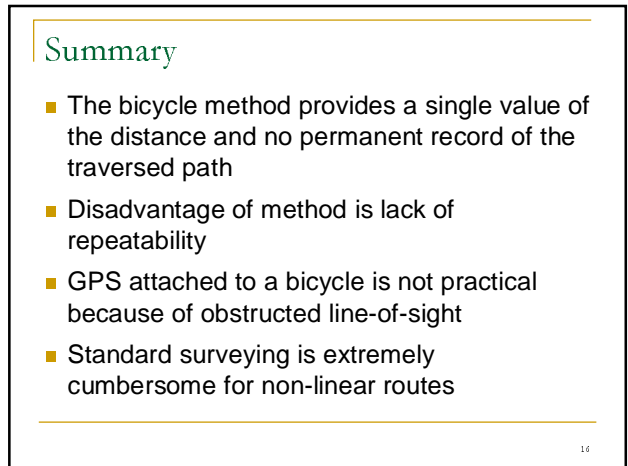 Summary
The bicycle method provides a single value of
the distance and no permanent record of the
traversed path
Disadvantage of method is lack of
repeatability
GPS attached to a bicycle is not practical
because of obstructed line-of-sight
Standard surveying is extremely
cumbersome for non-linear routes
16